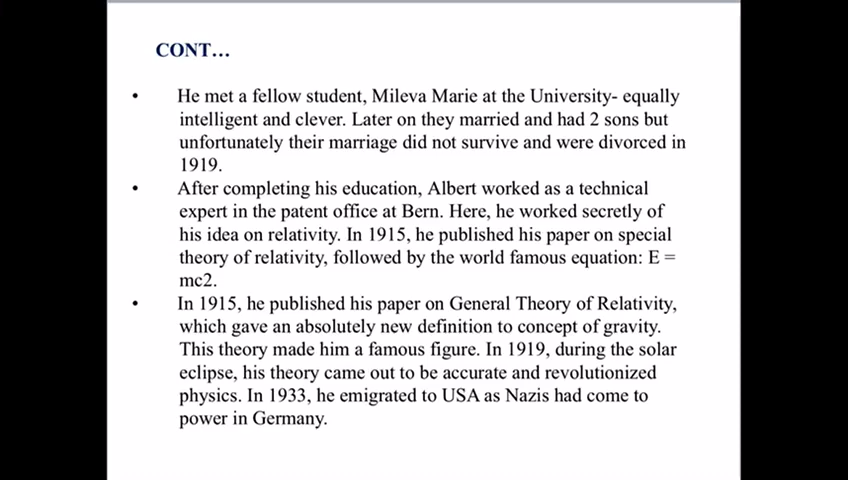 CONT…
• He met a fellow student, Mileva Marie at the University- equally
intelligent and clever. Later on they married and had 2 sons but
unfortunately their marriage did not survive and were divorced in
1919.
• After completing his education, Albert worked as a technical
expert in the patent office at Bern. Here, he worked secretly of
his idea on relativity. In 1915, he published his paper on special
theory of relativity, followed by the world famous equation: E =
mc2.
• In 1915, he published his paper on General Theory of Relativity,
which gave an absolutely new definition to concept of gravity.
This theory made him a famous figure. In 1919, during the solar
eclipse, his theory came out to be accurate and revolutionized
physics. In 1933, he emigrated to USA as Nazis had come to
power in Germany.